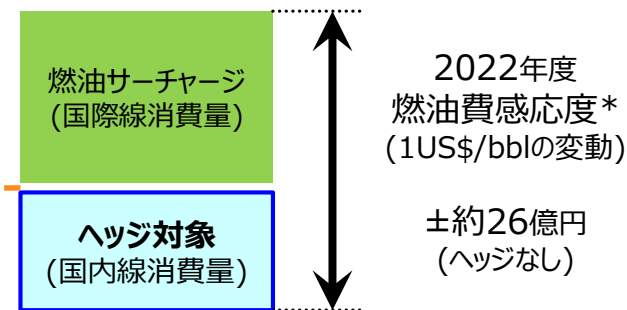 燃油サーチャージ
(国際線消費量)
ヘッジ対象
(国内線消費量)
2022年度
燃油費感応度*
(1US$/bblの変動)
±約26億円
(ヘッジなし)